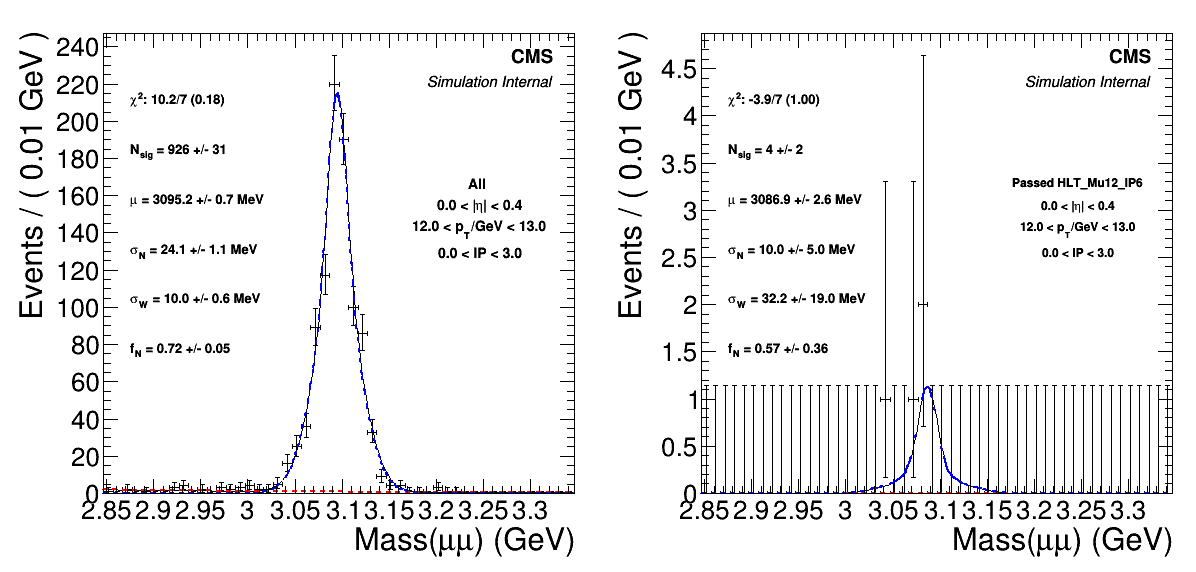 CMS
Simulation Internal
χ²: 10.2/7 (0.18)
N_sig = 926 +/- 31
μ = 3095.2 +/- 0.7 MeV
σ_N = 24.1 +/- 1.1 MeV
σ_W = 10.0 +/- 0.6 MeV
f_N = 0.72 +/- 0.05
All
0.0 < |η| < 0.4
12.0 < p_T/GeV < 13.0
0.0 < IP < 3.0
Events / ( 0.01 GeV )
240
220
200
180
160
140
120
100
80
60
40
20
0
2.85 2.9 2.95 3 3.05 3.1 3.15 3.2 3.25 3.3
Mass(μμ) (GeV)
CMS
Simulation Internal
χ²: -3.9/7 (1.00)
N_sig = 4 +/- 2
μ = 3086.9 +/- 2.6 MeV
σ_N = 10.0 +/- 5.0 MeV
σ_W = 32.2 +/- 19.0 MeV
f_N = 0.57 +/- 0.36
Passed HLT_Mu12_IP6
0.0 < |η| < 0.4
12.0 < p_T/GeV < 13.0
0.0 < IP < 3.0
Events / ( 0.01 GeV )
4.5
4
3.5
3
2.5
2
1.5
1
0.5
0
2.85 2.9 2.95 3 3.05 3.1 3.15 3.2 3.25 3.3
Mass(μμ) (GeV)